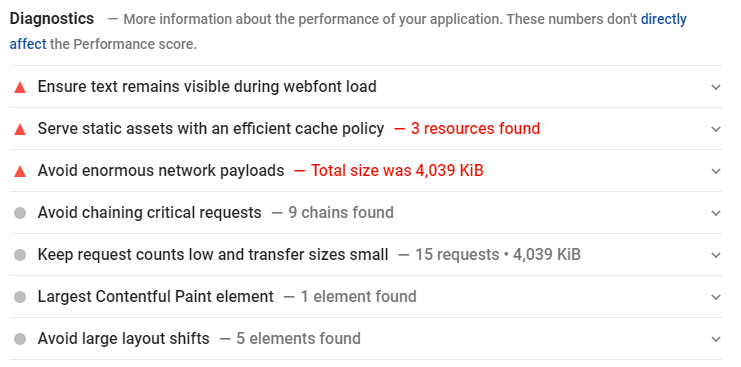 Diagnostics — More information about the performance of your application. These numbers don't directly
affect the Performance score.
Ensure text remains visible during webfont load
Serve static assets with an efficient cache policy — 3 resources found
Avoid enormous network payloads — Total size was 4,039 KiB
Avoid chaining critical requests — 9 chains found
Keep request counts low and transfer sizes small — 15 requests • 4,039 KiB
Largest Contentful Paint element — 1 element found
Avoid large layout shifts — 5 elements found